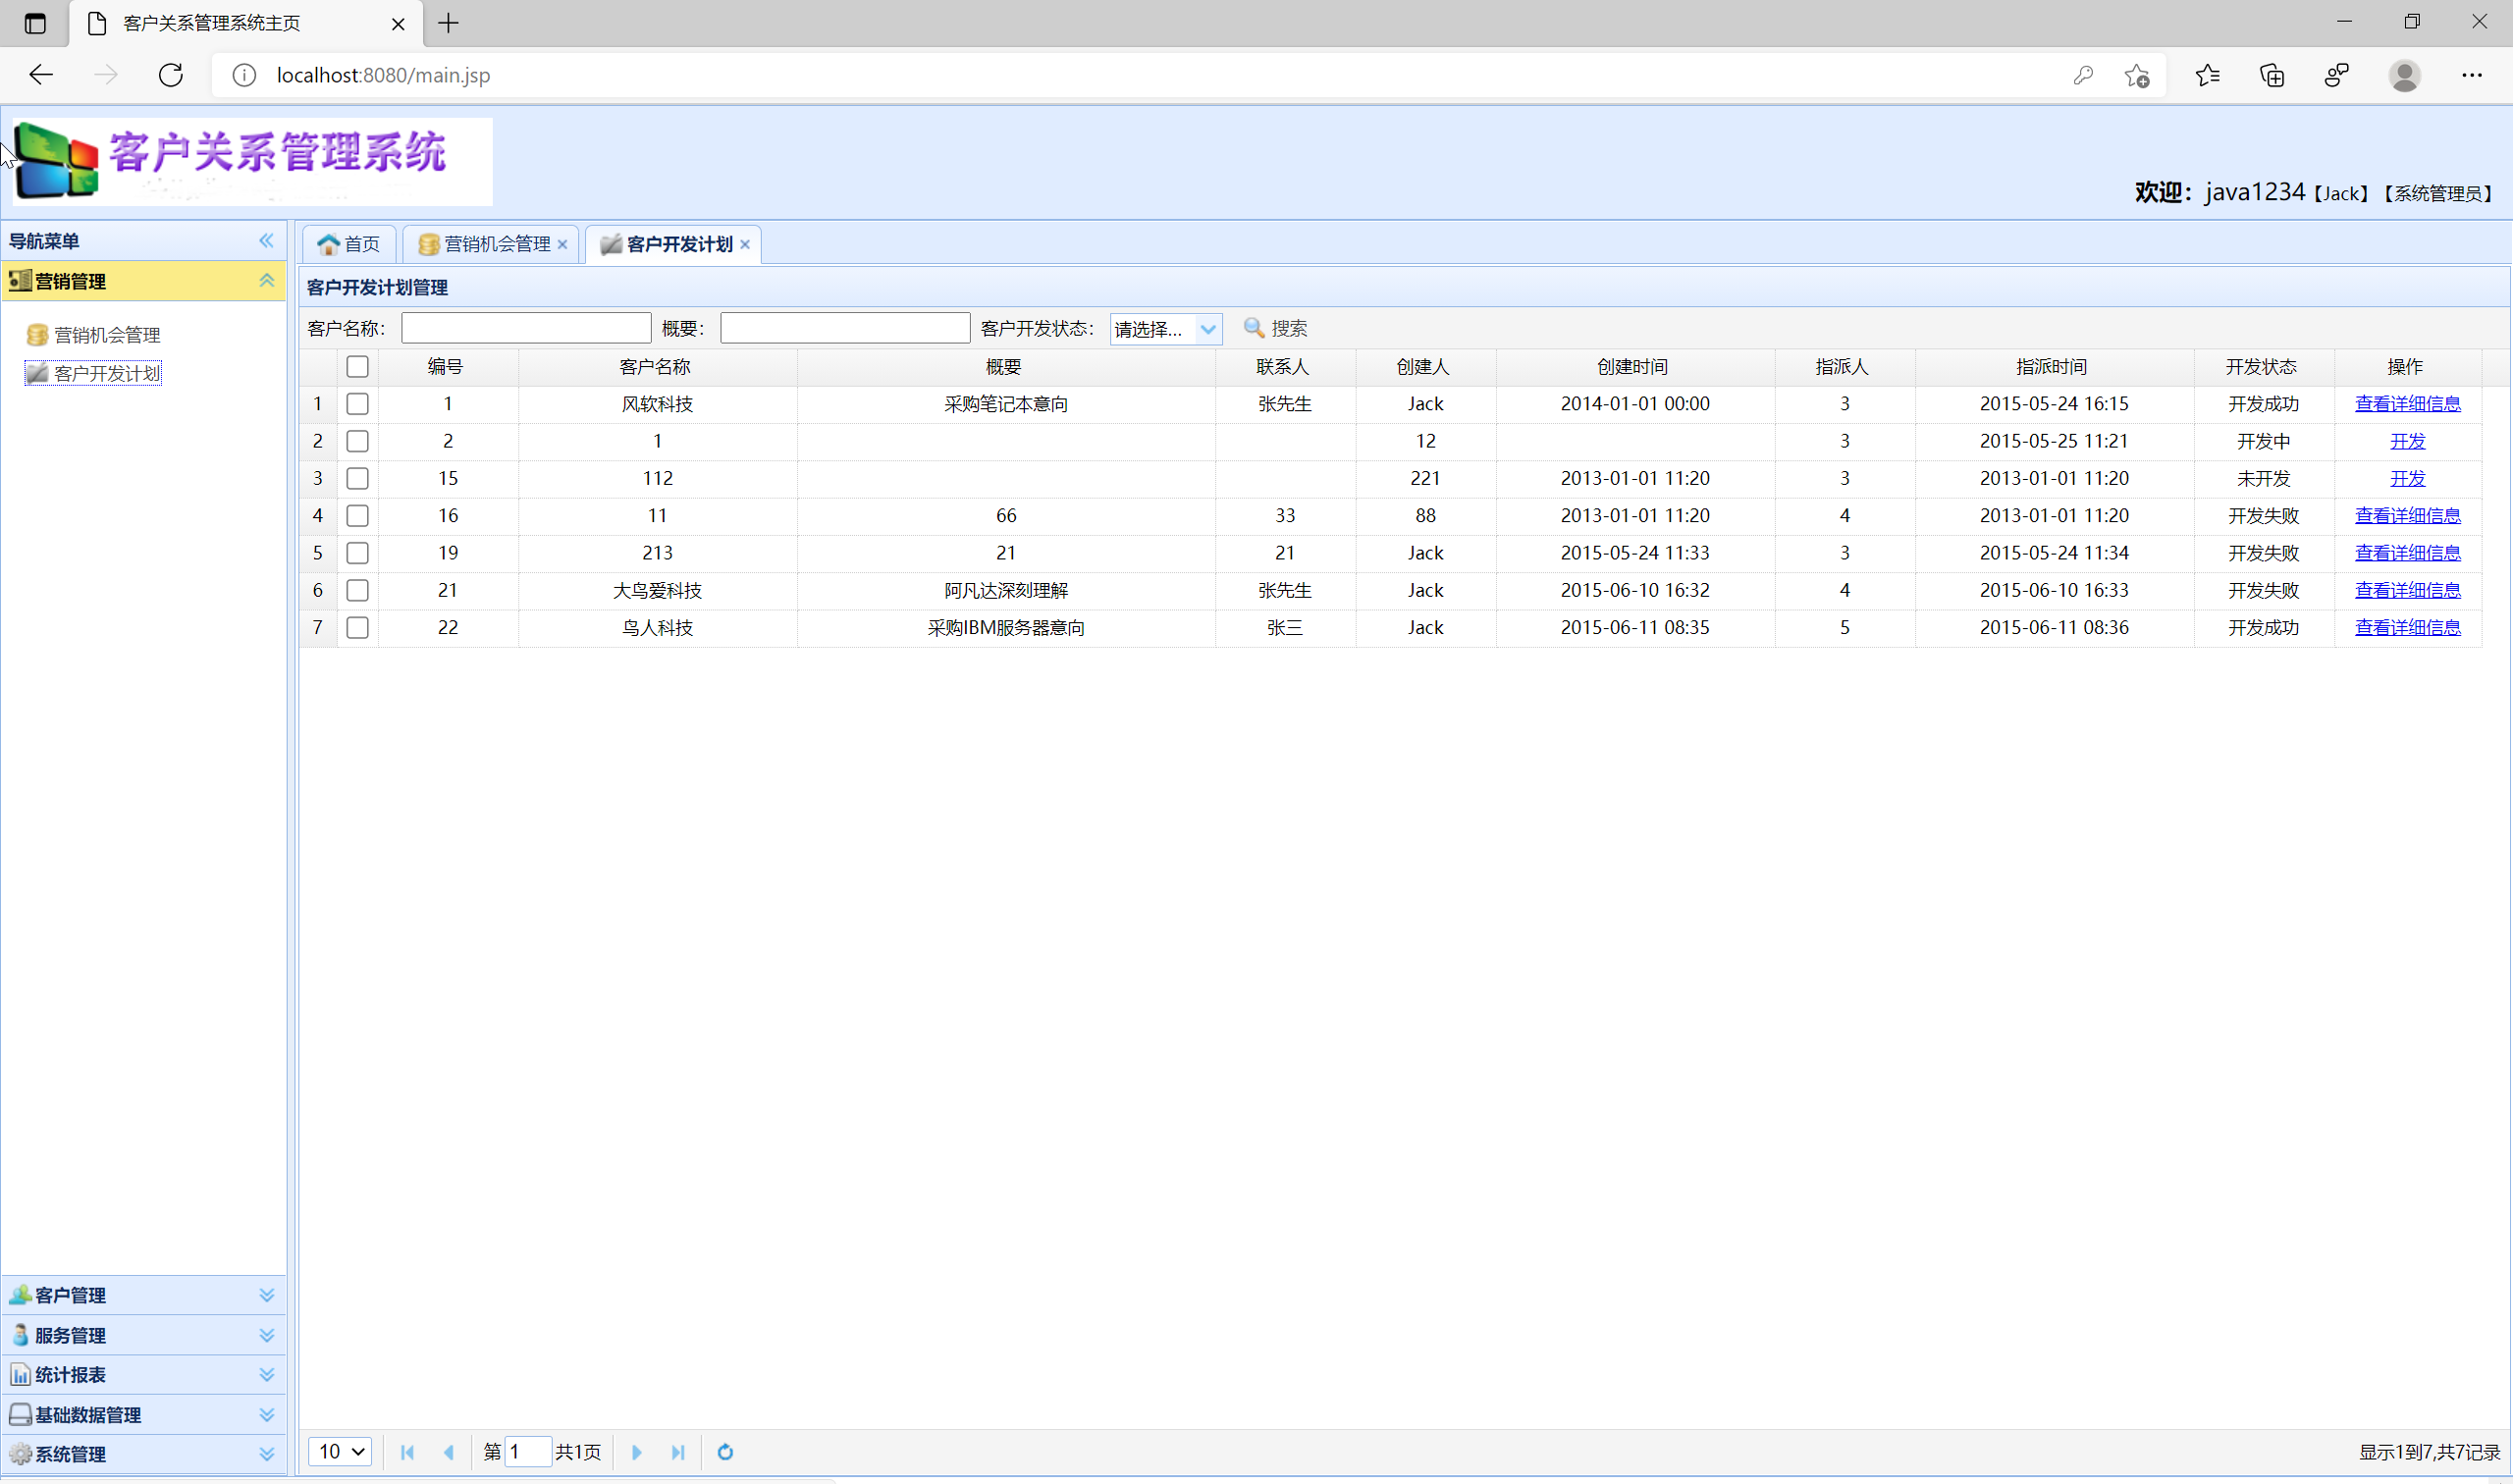 客户关系管理系统主页
localhost:8080/main.jsp
客户关系管理系统
欢迎：java1234【Jack】【系统管理员】
导航菜单
营销管理
营销机会管理
客户开发计划
客户管理
服务管理
统计报表
基础数据管理
系统管理
首页 营销机会管理 客户开发计划
客户开发计划管理
客户名称： 概要： 客户开发状态： 请选择... 搜索
编号 客户名称 概要 联系人 创建人 创建时间 指派人 指派时间 开发状态 操作
1 1 风软科技 采购笔记本意向 张先生 Jack 2014-01-01 00:00 3 2015-05-24 16:15 开发成功 查看详细信息
2 2 1 12 3 2015-05-25 11:21 开发中 开发
3 15 112 221 2013-01-01 11:20 3 2013-01-01 11:20 未开发 开发
4 16 11 66 33 88 2013-01-01 11:20 4 2013-01-01 11:20 开发失败 查看详细信息
5 19 213 21 21 Jack 2015-05-24 11:33 3 2015-05-24 11:34 开发失败 查看详细信息
6 21 大鸟爱科技 阿凡达深刻理解 张先生 Jack 2015-06-10 16:32 4 2015-06-10 16:33 开发失败 查看详细信息
7 22 鸟人科技 采购IBM服务器意向 张三 Jack 2015-06-11 08:35 5 2015-06-11 08:36 开发成功 查看详细信息
10 第 1 共1页 显示1到7,共7记录